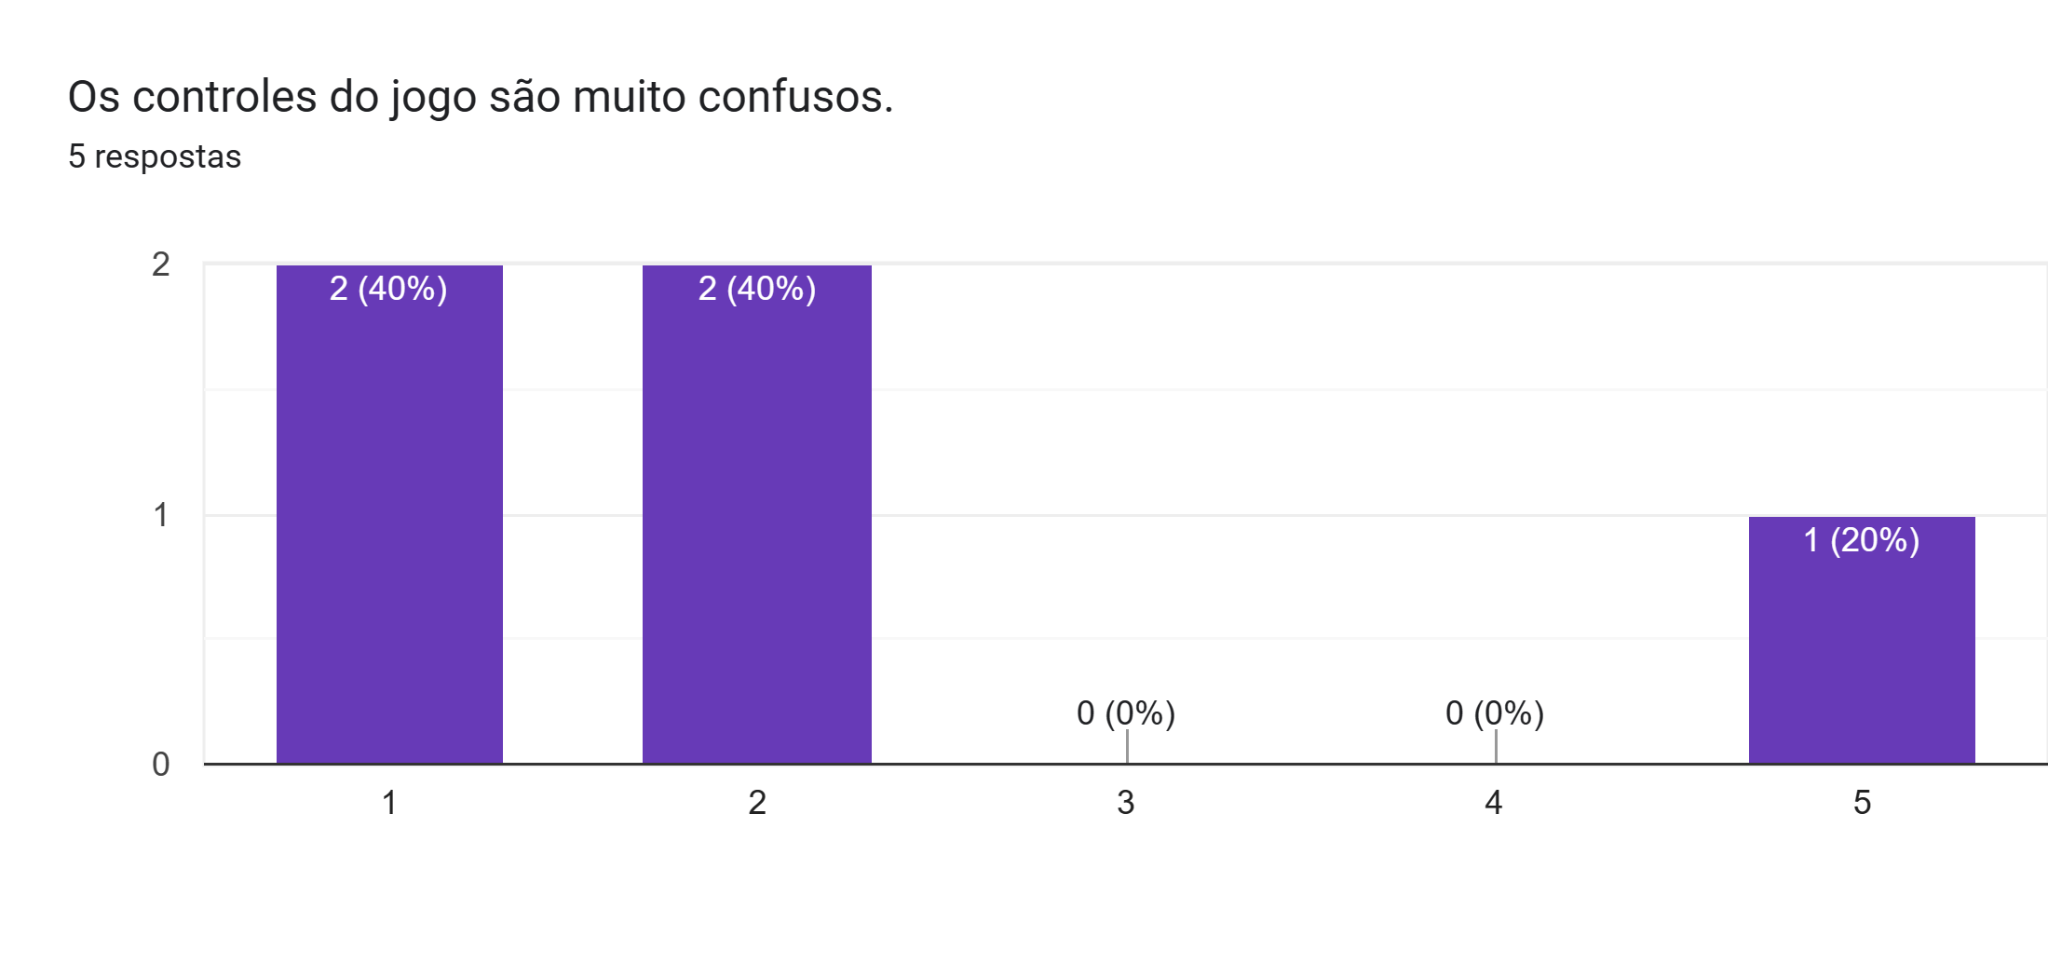 Os controles do jogo são muito confusos.
5 respostas
2
2 (40%)
2 (40%)
1
1 (20%)
0 (0%)
0 (0%)
0
1 2 3 4 5